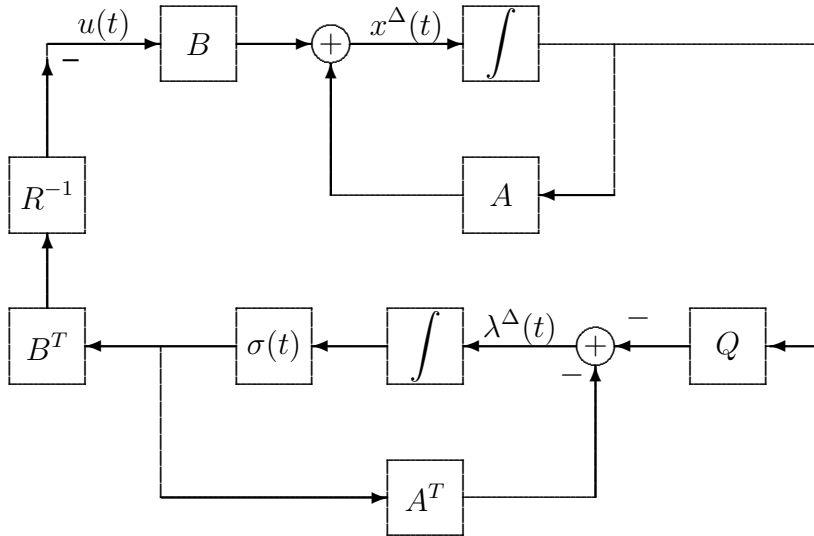 u(t)
−
B
+
x^Δ(t)
∫
R^{-1}
A
B^T
σ(t)
∫
λ^Δ(t)
+
−
−
Q
A^T